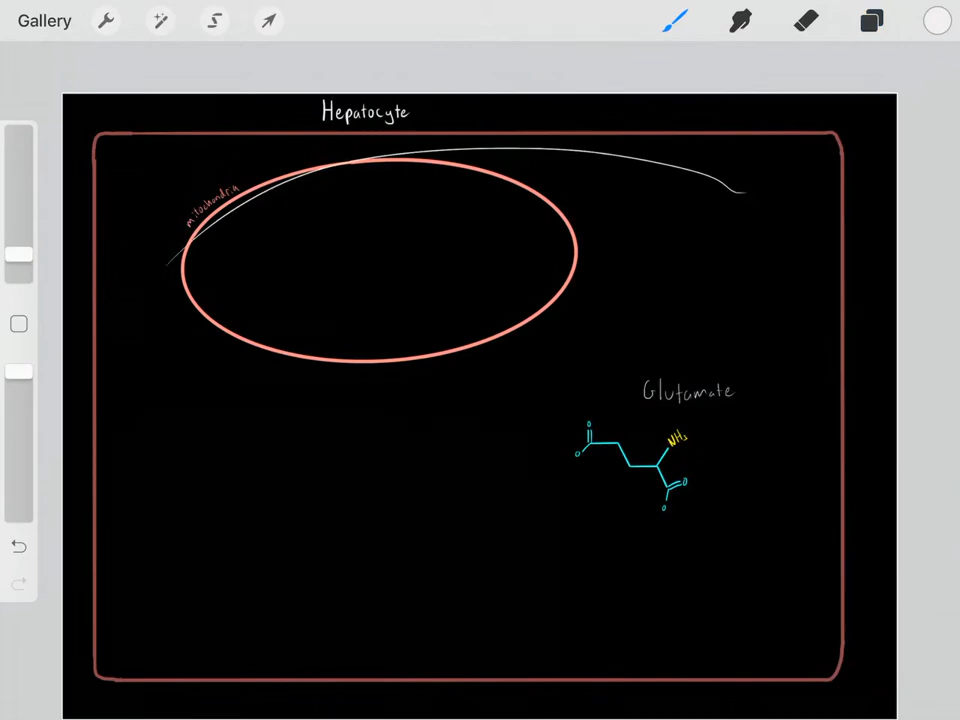 Gallery
Hepatocyte
mitochondria
Glutamate
O
O
NH₃
O
O